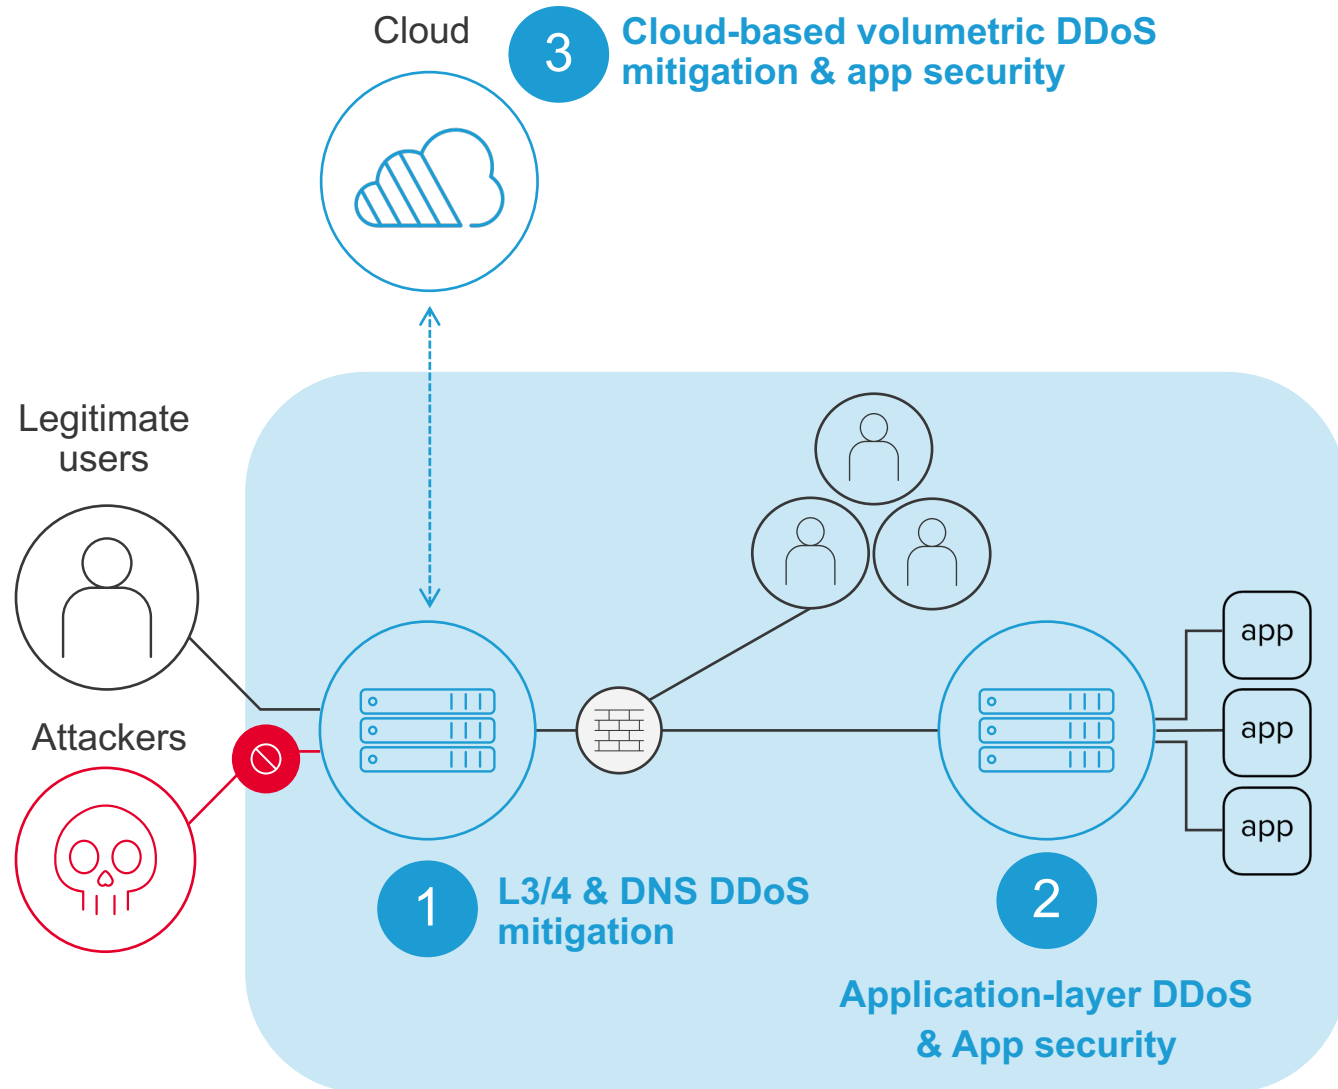 Cloud
3
Cloud-based volumetric DDoS
mitigation & app security
Legitimate
users
Attackers
app
app
app
1
L3/4 & DNS DDoS
mitigation
2
Application-layer DDoS
& App security